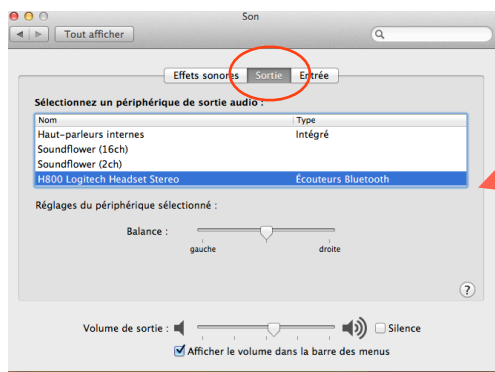 Son
Tout afficher
Effets sonores Sortie Entrée
Sélectionnez un périphérique de sortie audio :
Nom Type
Haut-parleurs internes Intégré
Soundflower (16ch)
Soundflower (2ch)
H800 Logitech Headset Stereo Écouteurs Bluetooth
Réglages du périphérique sélectionné :
Balance :
gauche droite
?
Volume de sortie : Silence
Afficher le volume dans la barre des menus